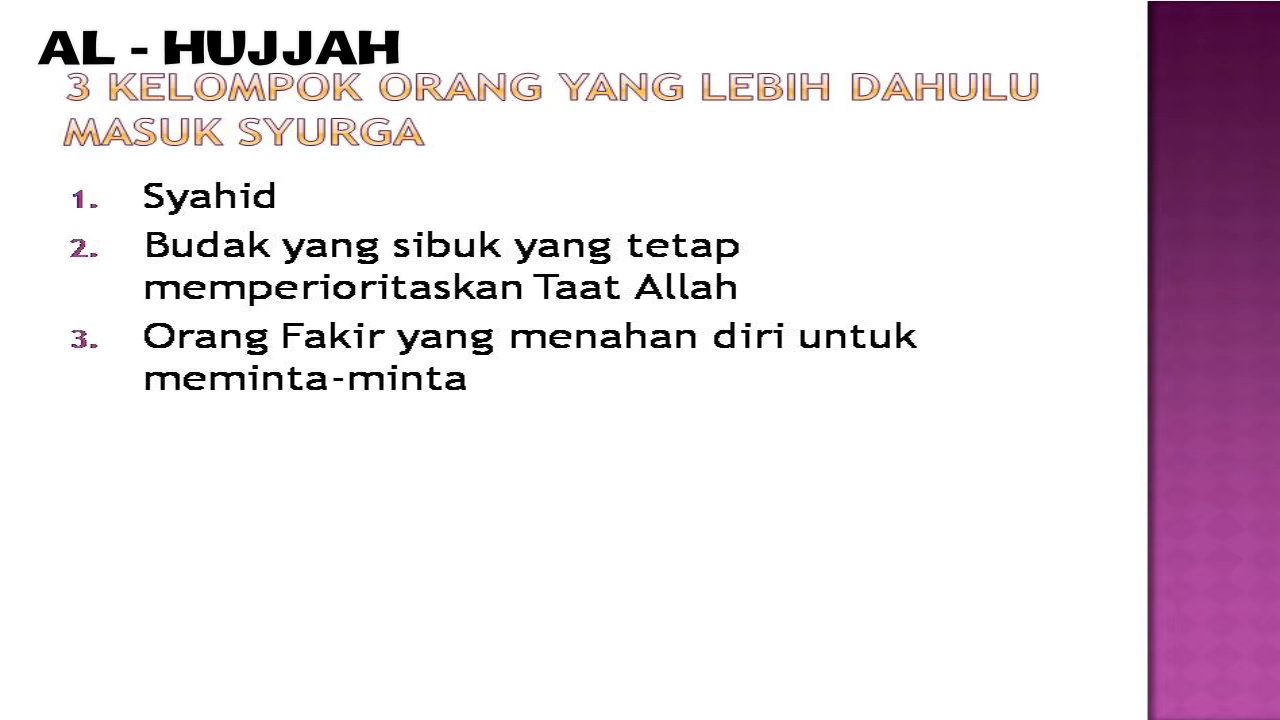 AL - HUJJAH
3 KELOMPOK ORANG YANG LEBIH DAHULU
MASUK SYURGA
1. Syahid
2. Budak yang sibuk yang tetap
memperioritaskan Taat Allah
3. Orang Fakir yang menahan diri untuk
meminta-minta